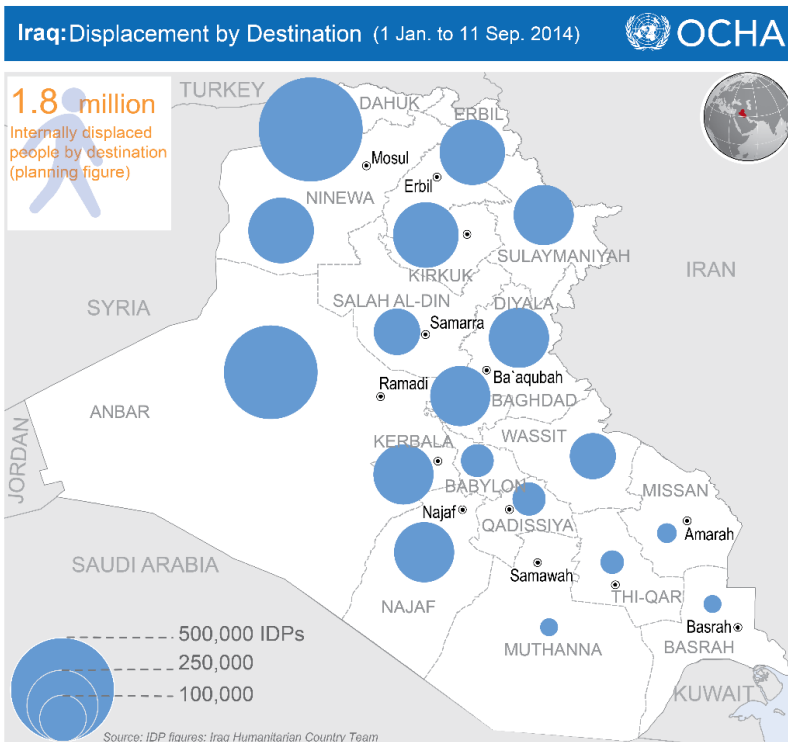 Iraq: Displacement by Destination (1 Jan. to 11 Sep. 2014)
OCHA
1.8 million
Internally displaced
people by destination
(planning figure)
TURKEY
DAHUK
ERBIL
Mosul
Erbil
NINEWA
SULAYMANIYAH
KIRKUK
IRAN
SYRIA
SALAH AL-DIN
DIYALA
Samarra
Ba`aqubah
Ramadi
BAGHDAD
ANBAR
JORDAN
KERBALA
WASSIT
BABYLON
MISSAN
Najaf
QADISSIYA
Amarah
SAUDI ARABIA
Samawah
THI-QAR
NAJAF
Basrah
MUTHANNA
BASRAH
KUWAIT
500,000 IDPs
250,000
100,000
Source: IDP figures: Iraq Humanitarian Country Team